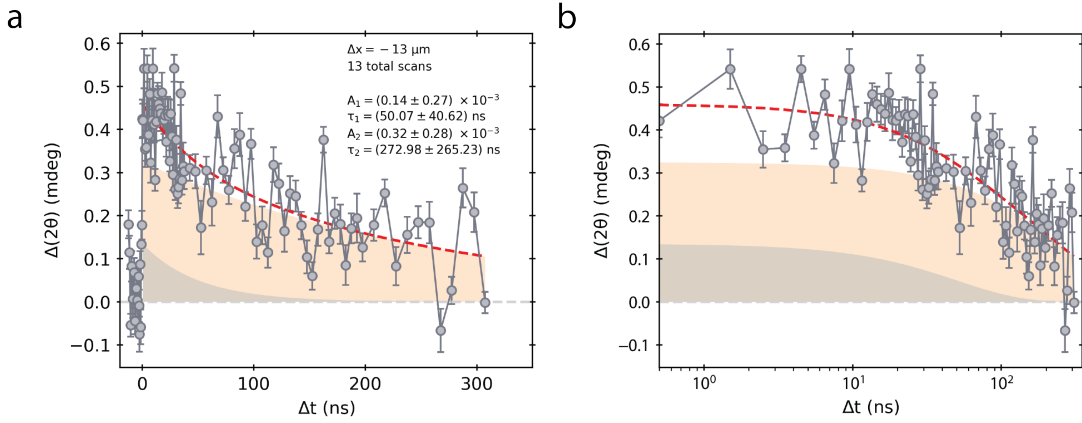 a
b
Δx = − 13 μm
13 total scans
A₁ = (0.14 ± 0.27) × 10⁻³
τ₁ = (50.07 ± 40.62) ns
A₂ = (0.32 ± 0.28) × 10⁻³
τ₂ = (272.98 ± 265.23) ns
Δ(2θ) (mdeg)
0.6
0.5
0.4
0.3
0.2
0.1
0.0
−0.1
0
100
200
300
Δt (ns)
Δ(2θ) (mdeg)
0.6
0.5
0.4
0.3
0.2
0.1
0.0
−0.1
10⁰
10¹
10²
Δt (ns)